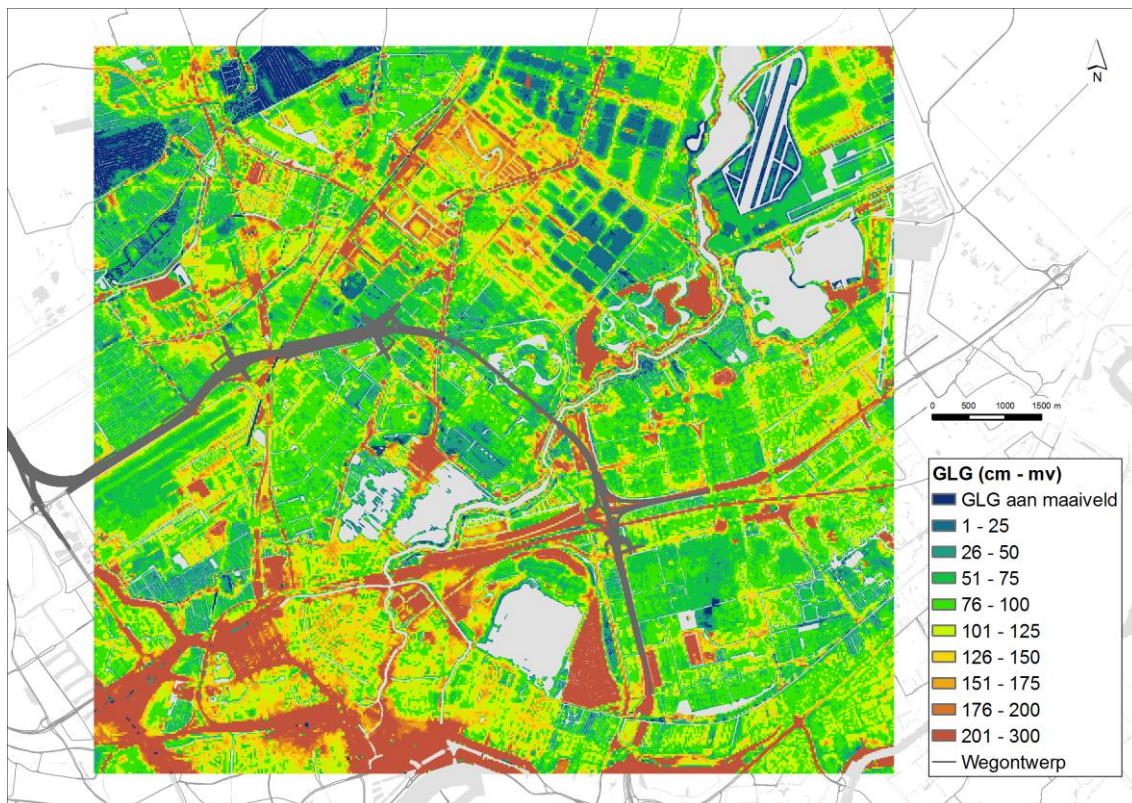 N
0 500 1000 1500 m
GLG (cm - mv)
GLG aan maaiveld
1 - 25
26 - 50
51 - 75
76 - 100
101 - 125
126 - 150
151 - 175
176 - 200
201 - 300
Wegontwerp